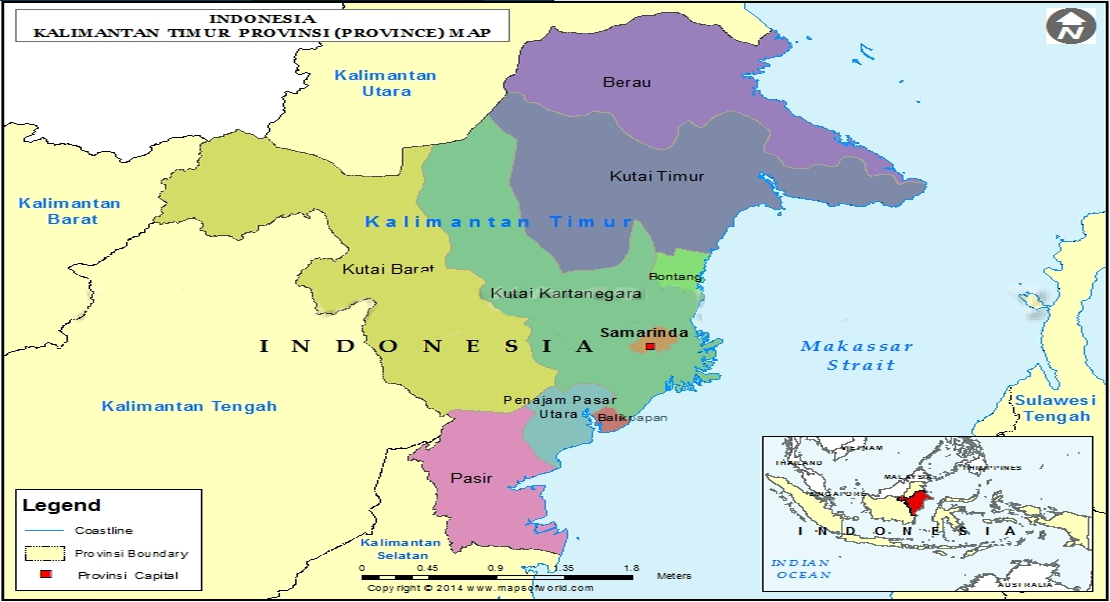 INDONESIA
KALIMANTAN TIMUR PROVINSI (PROVINCE) MAP
N
Kalimantan
Utara
Berau
Kutai Timur
Kalimantan
Barat
Kalimantan Timur
Kutai Barat
Bontang
Kutai Kartanegara
Samarinda
INDONESIA
Makassar
Strait
Kalimantan Tengah
Penajam Pasar
Utara
Balikpapan
Sulawesi
Tengah
Pasir
Kalimantan
Selatan
Legend
Coastline
Provinsi Boundary
Provinsi Capital
0 0.45 0.9 1.35 1.8
Meters
Copyright © 2014 www.mapsofworld.com
VIETNAM
THAILAND
PHILIPPINES
MALAYSIA
SINGAPORE
INDONESIA
INDIAN
OCEAN
AUSTRALIA